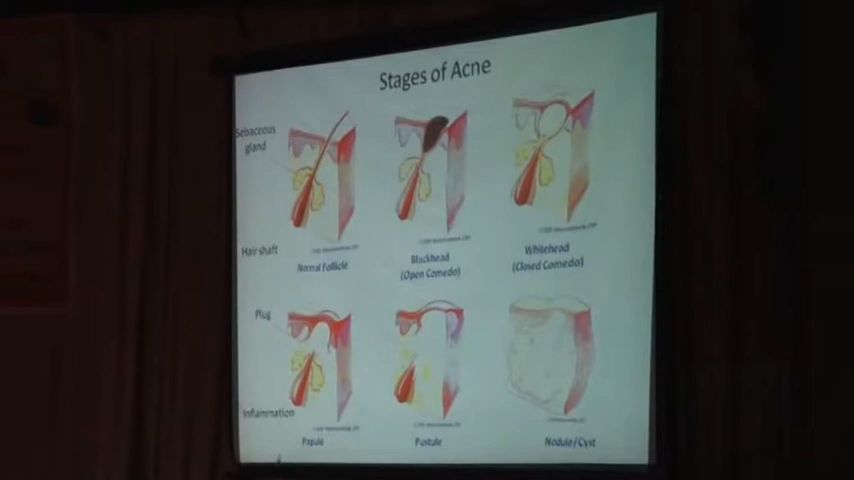 Stages of Acne
Sebaceous
gland
Hair shaft
Normal Follicle
Blackhead
(Open Comedo)
Whitehead
(Closed Comedo)
Plug
Inflammation
Papule
Pustule
Nodule/Cyst